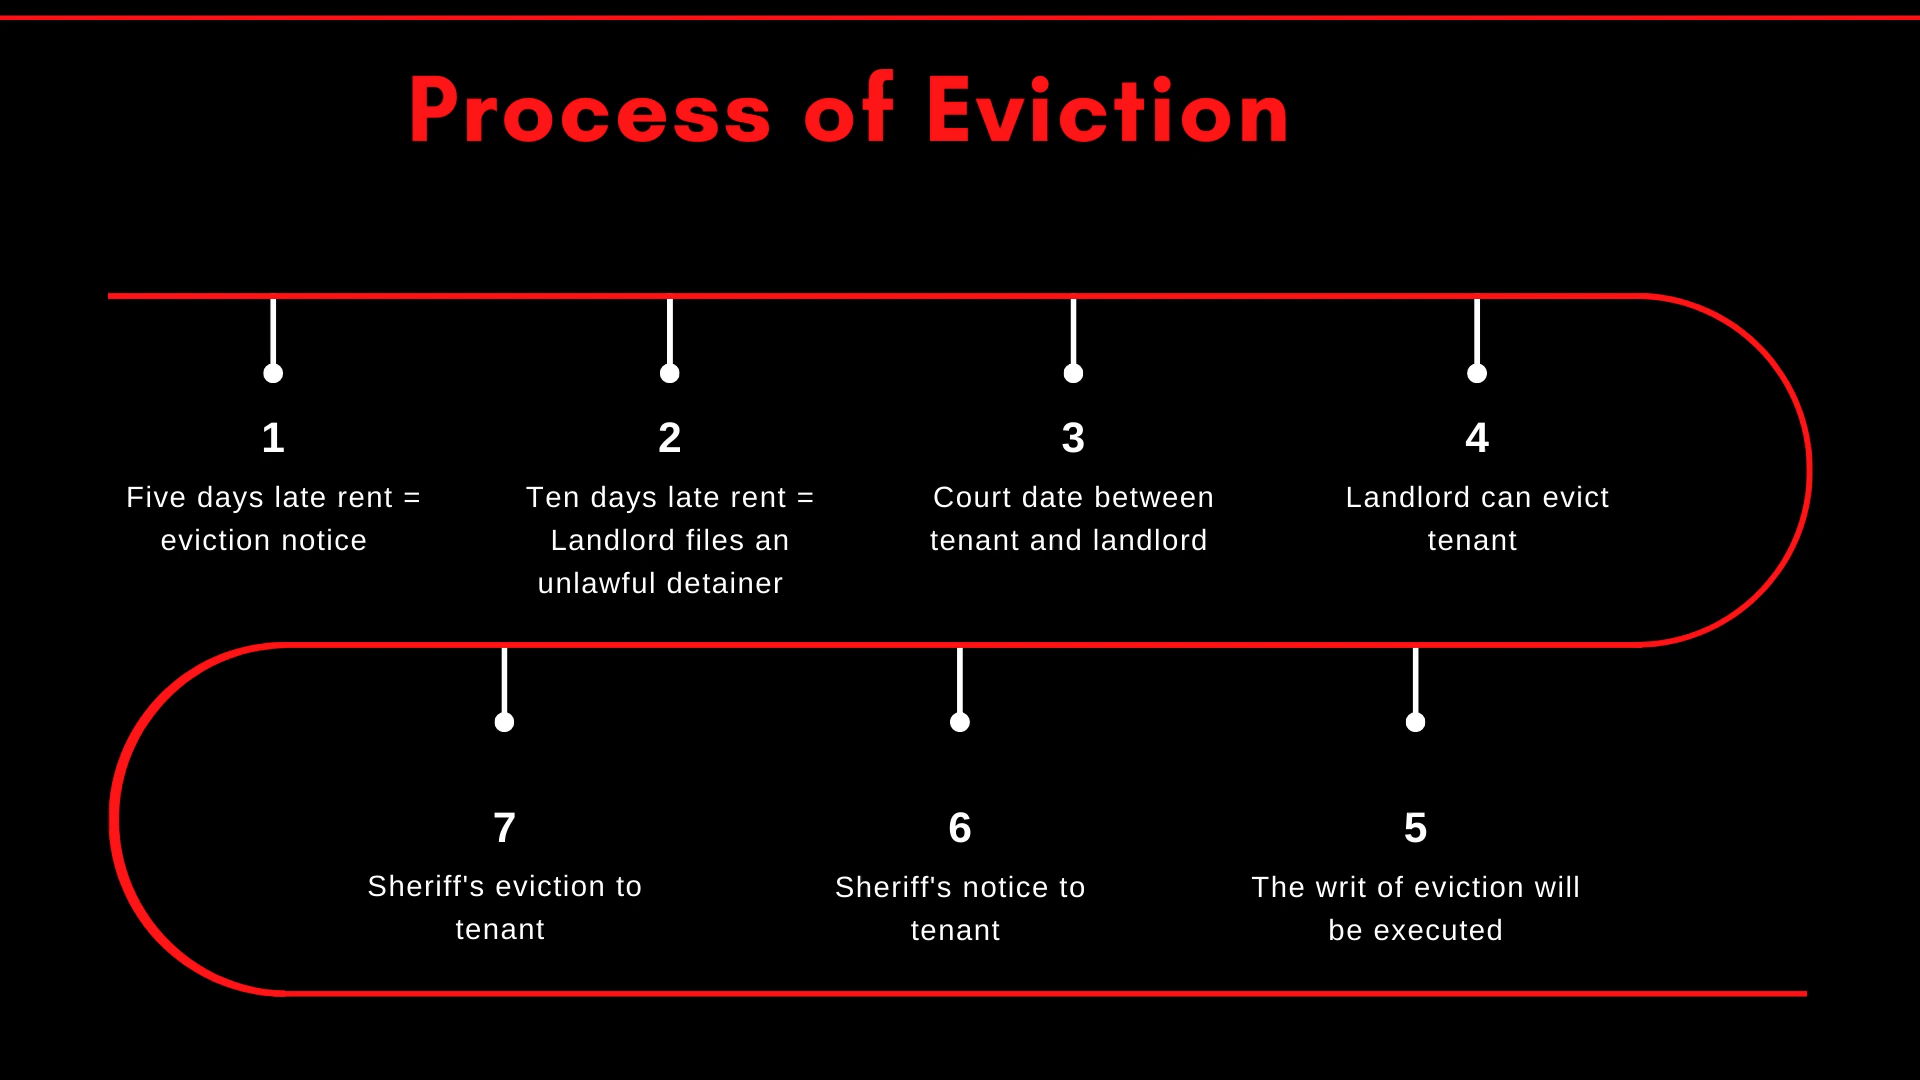 Process of Eviction
1
Five days late rent =
eviction notice
2
Ten days late rent =
Landlord files an
unlawful detainer
3
Court date between
tenant and landlord
4
Landlord can evict
tenant
5
The writ of eviction will
be executed
6
Sheriff's notice to
tenant
7
Sheriff's eviction to
tenant